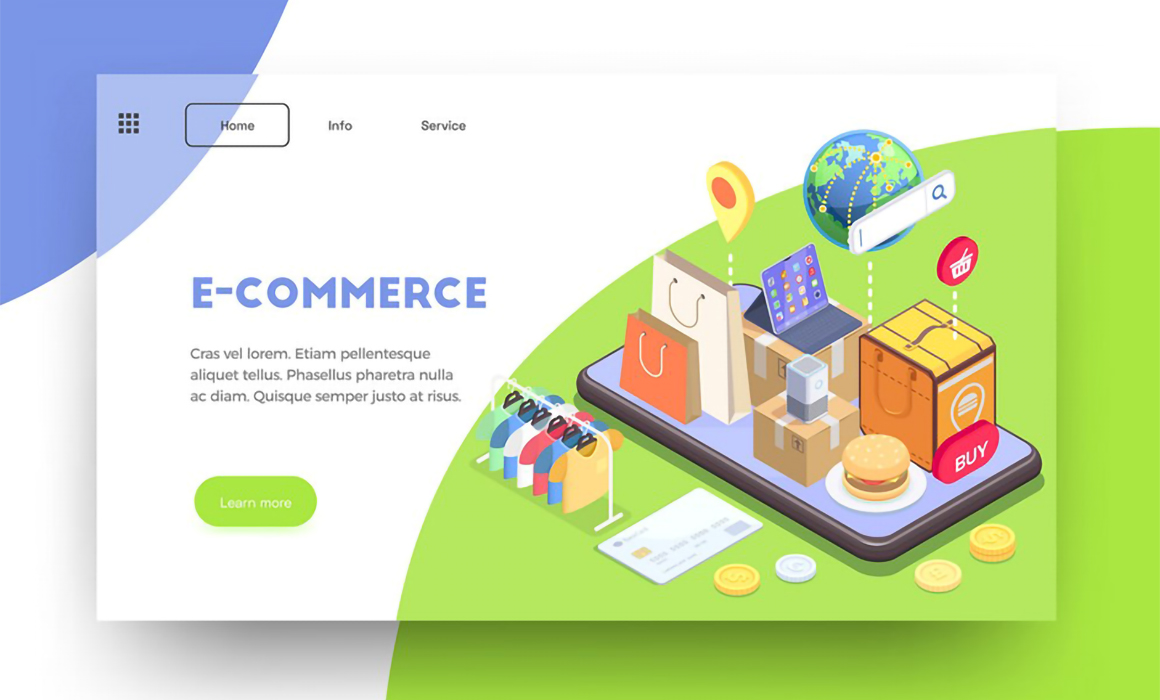 Home
Info
Service
E-COMMERCE
Cras vel lorem. Etiam pellentesque
aliquet tellus. Phasellus pharetra nulla
ac diam. Quisque semper justo at risus.
Learn more
BUY